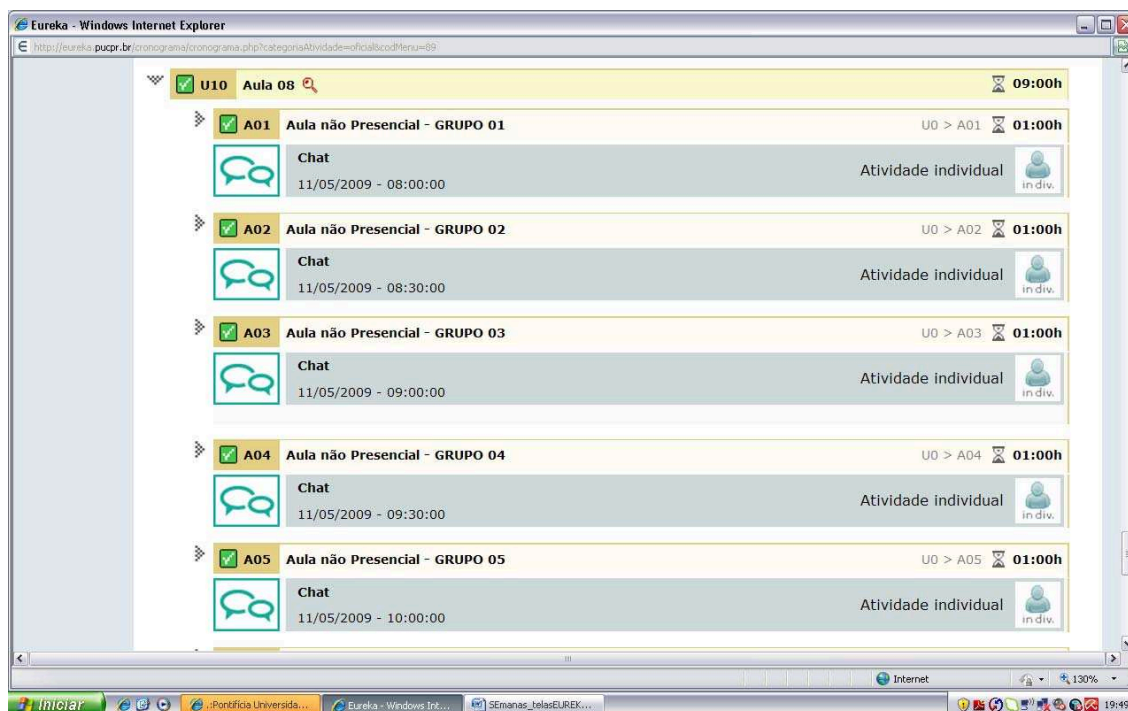 Eureka - Windows Internet Explorer
http://eureka.pucpr.br/cronograma/cronograma.php?categoriaAtividade=oficial&codMenu=89
U10 Aula 08 09:00h
A01 Aula não Presencial - GRUPO 01 U0 > A01 01:00h
Chat
Atividade individual
11/05/2009 - 08:00:00
indiv.
A02 Aula não Presencial - GRUPO 02 U0 > A02 01:00h
Chat
Atividade individual
11/05/2009 - 08:30:00
indiv.
A03 Aula não Presencial - GRUPO 03 U0 > A03 01:00h
Chat
Atividade individual
11/05/2009 - 09:00:00
indiv.
A04 Aula não Presencial - GRUPO 04 U0 > A04 01:00h
Chat
Atividade individual
11/05/2009 - 09:30:00
indiv.
A05 Aula não Presencial - GRUPO 05 U0 > A05 01:00h
Chat
Atividade individual
11/05/2009 - 10:00:00
indiv.
Internet 130%
Iniciar .:Pontifícia Universida... Eureka - Windows Int... SEmanas_telasEUREK... 19:49